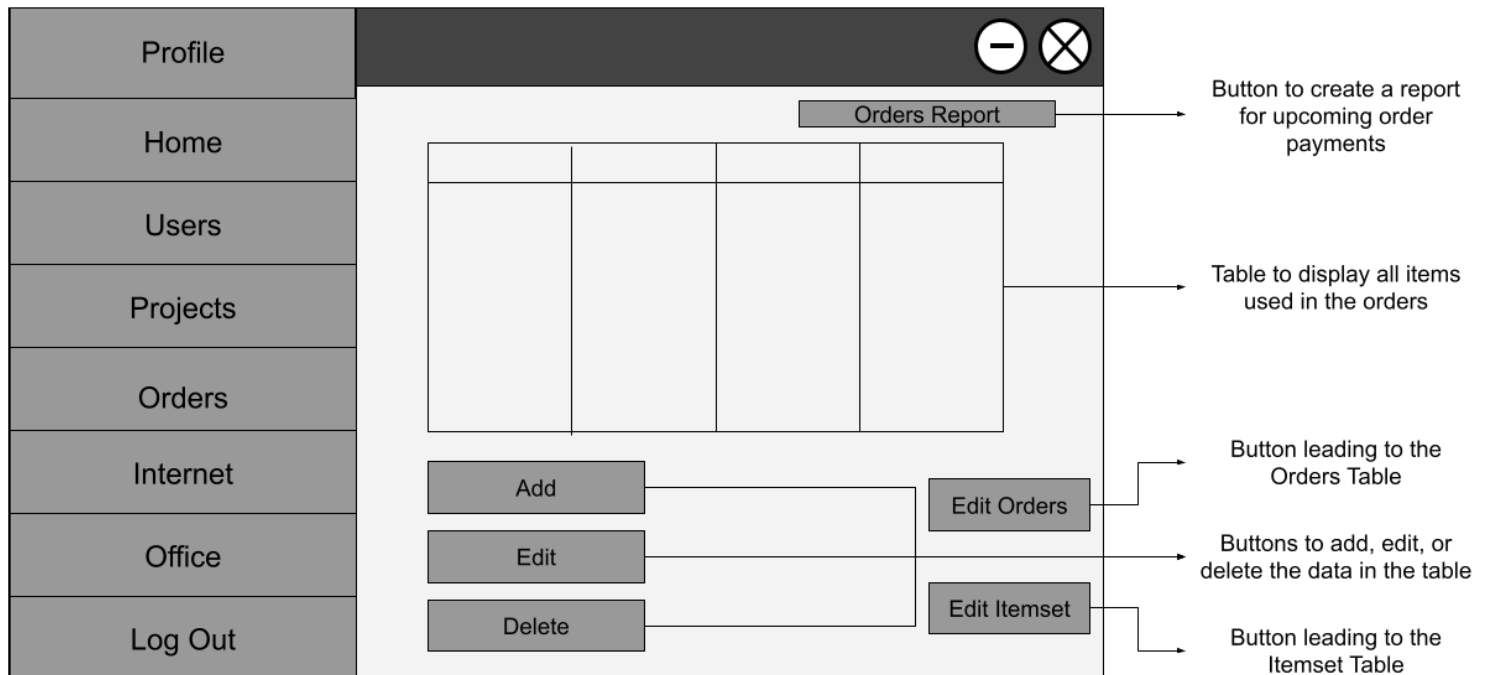 Profile
Home
Users
Projects
Orders
Internet
Office
Log Out
Orders Report
Add
Edit
Delete
Edit Orders
Edit Itemset
Button to create a report
for upcoming order
payments
Table to display all items
used in the orders
Button leading to the
Orders Table
Buttons to add, edit, or
delete the data in the table
Button leading to the
Itemset Table